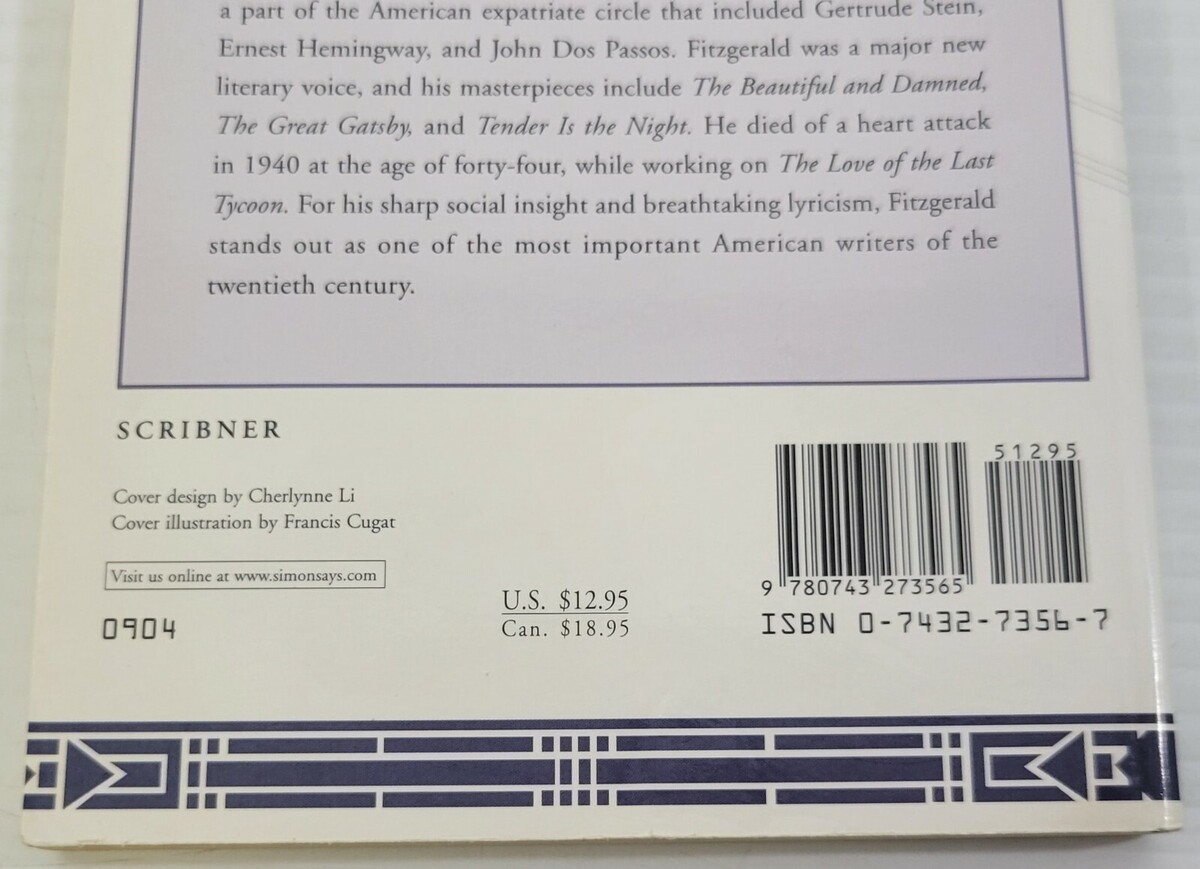 a part of the American expatriate circle that included Gertrude Stein,
Ernest Hemingway, and John Dos Passos. Fitzgerald was a major new
literary voice, and his masterpieces include The Beautiful and Damned,
The Great Gatsby, and Tender Is the Night. He died of a heart attack
in 1940 at the age of forty-four, while working on The Love of the Last
Tycoon. For his sharp social insight and breathtaking lyricism, Fitzgerald
stands out as one of the most important American writers of the
twentieth century.
SCRIBNER
Cover design by Cherlynne Li
Cover illustration by Francis Cugat
Visit us online at www.simonsays.com
0904
U.S. $12.95
Can. $18.95
51295
9 780743 273565
ISBN 0-7432-7356-7